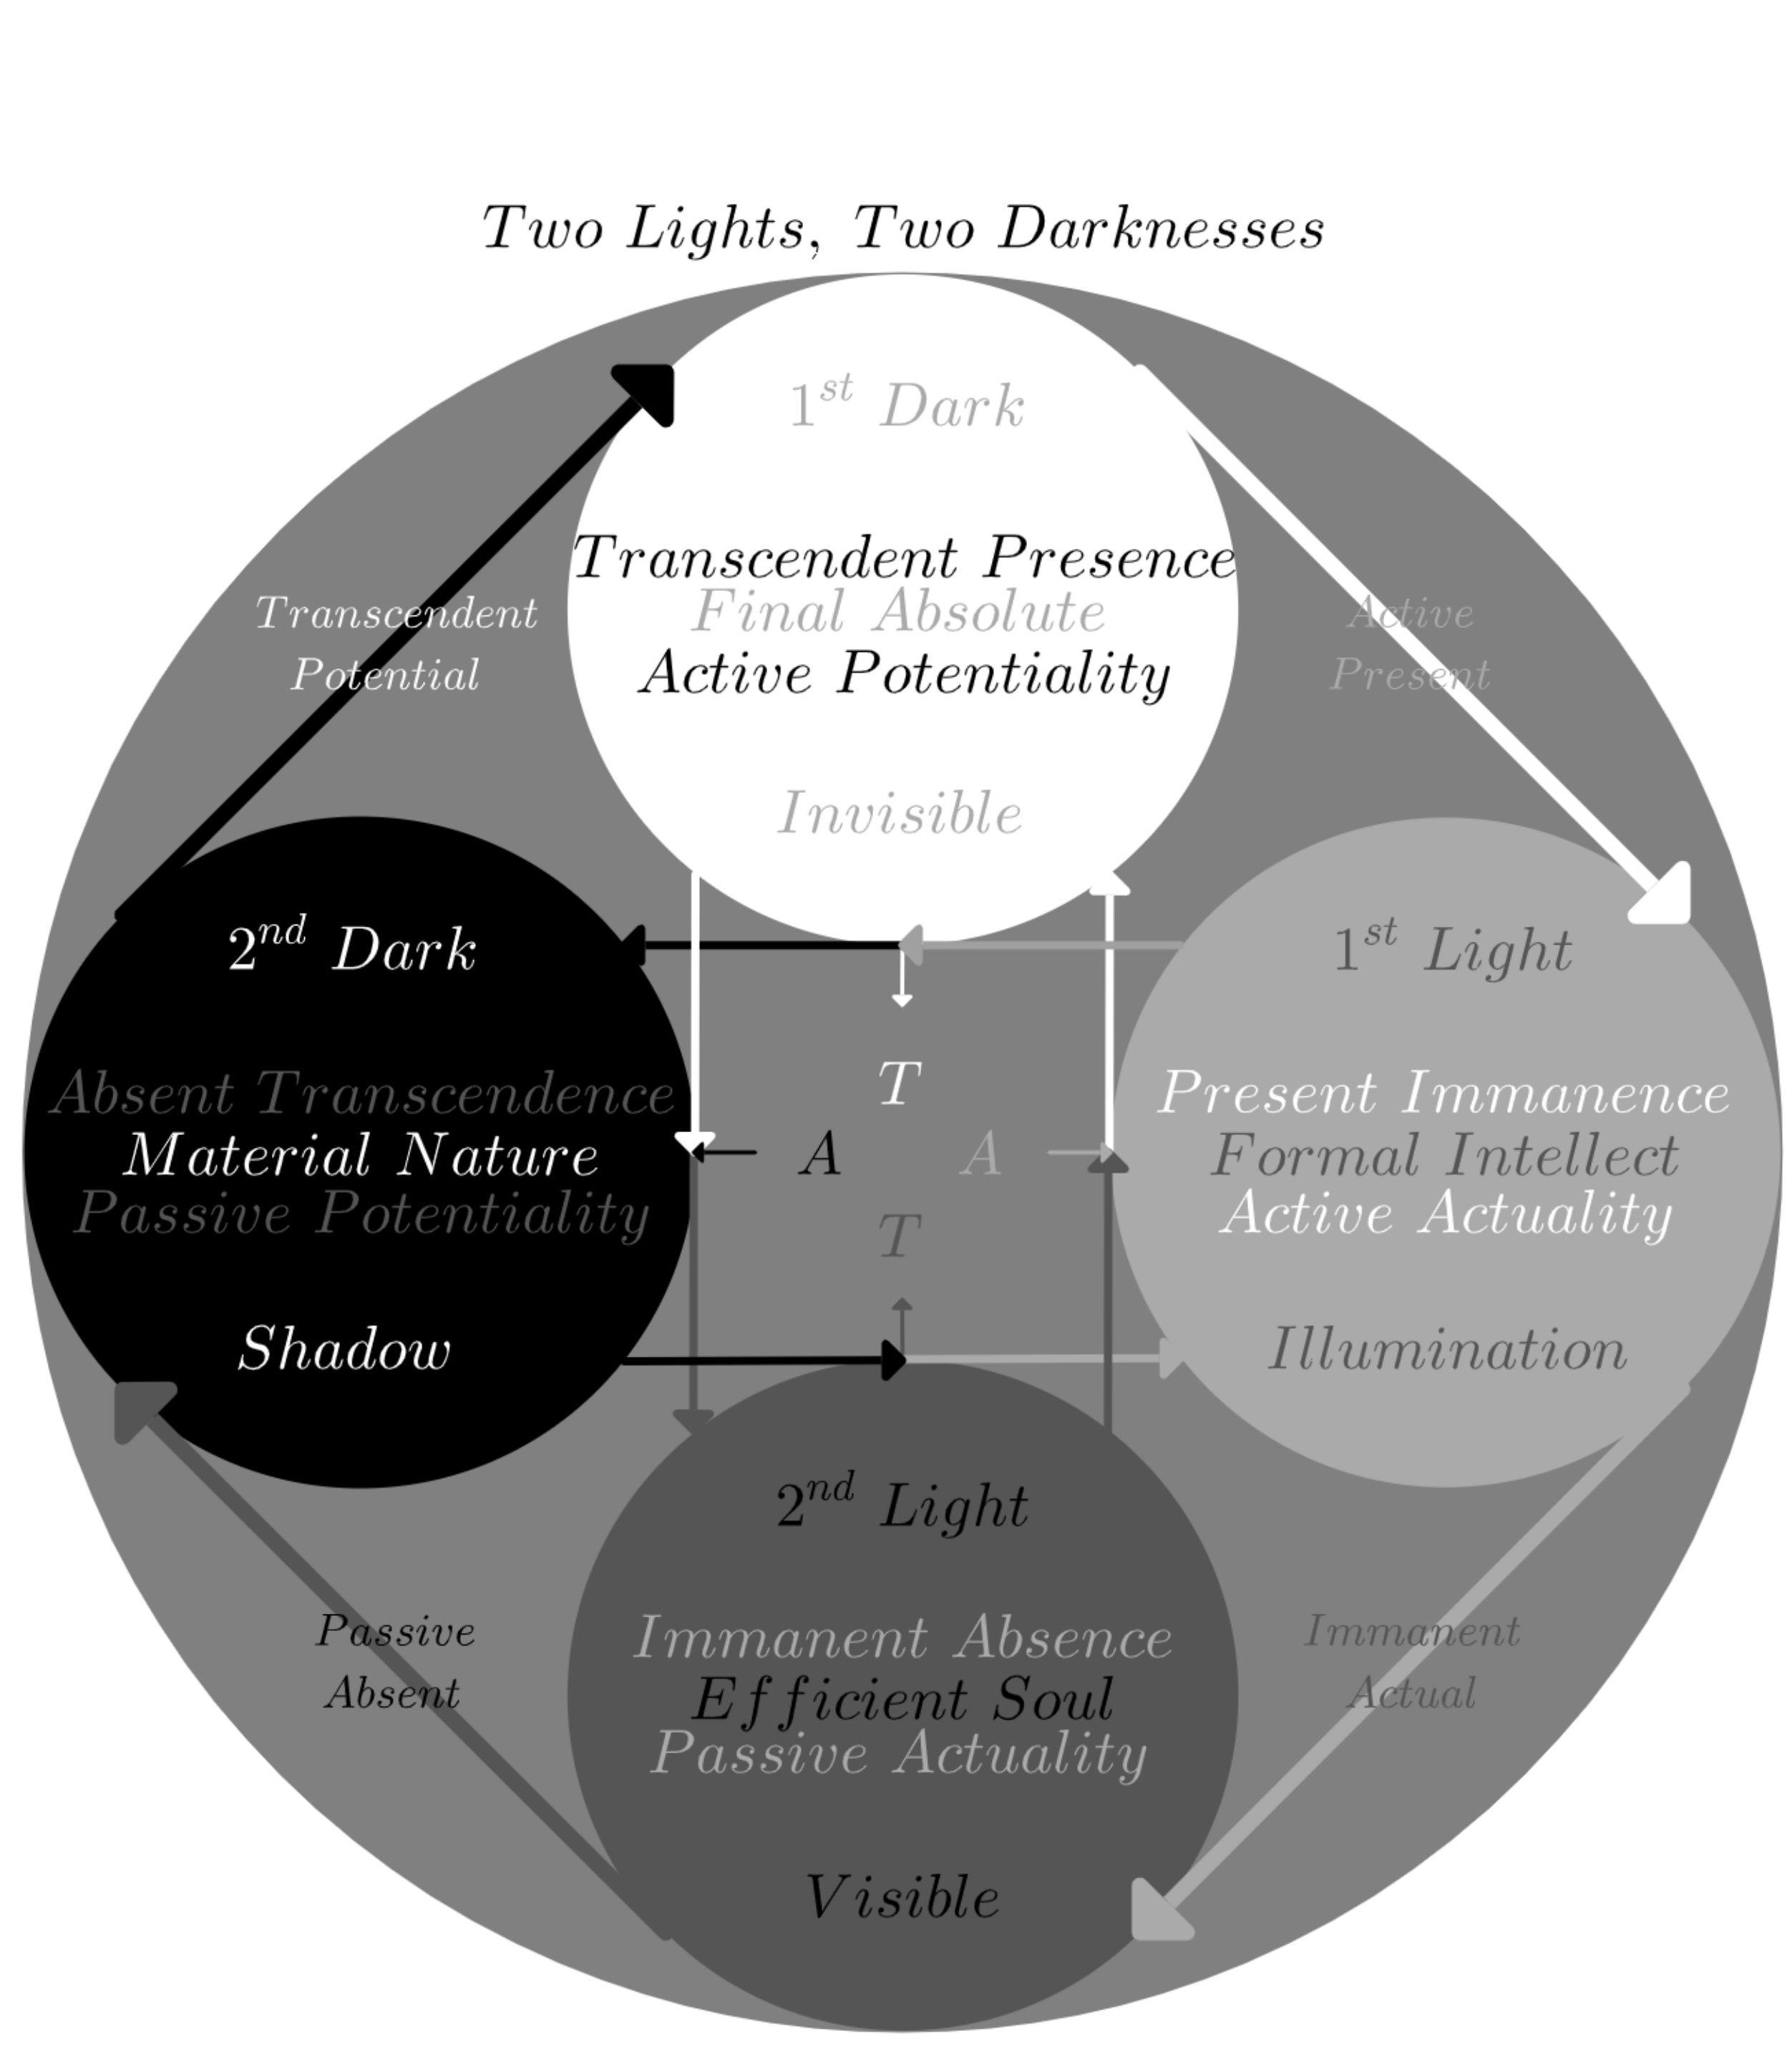 Two Lights, Two Darknesses
1st Dark
Transcendent Presence
Final Absolute
Active Potentiality
Invisible
Transcendent
Potential
Active
Present
2nd Dark
Absent Transcendence
Material Nature
Passive Potentiality
Shadow
T
A A
T
1st Light
Present Immanence
Formal Intellect
Active Actuality
Illumination
2nd Light
Immanent Absence
Efficient Soul
Passive Actuality
Visible
Passive
Absent
Immanent
Actual